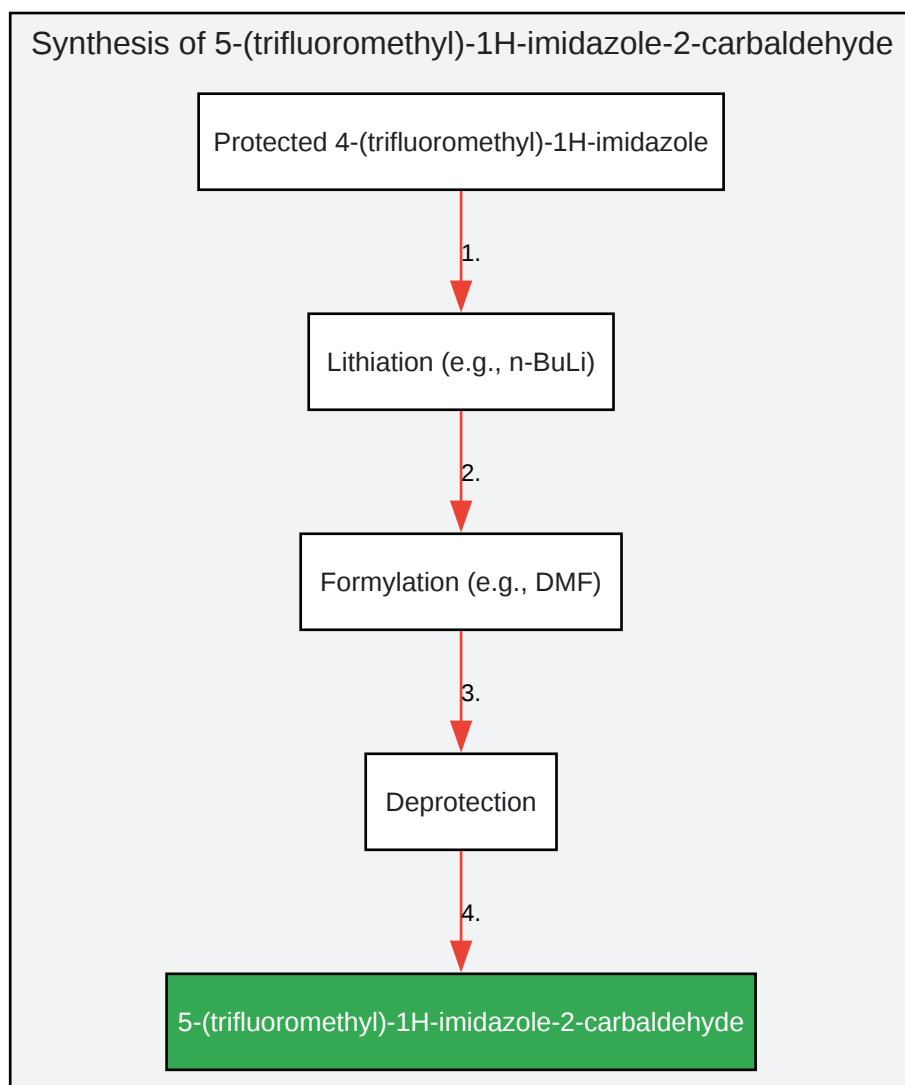 Synthesis of 5-(trifluoromethyl)-1H-imidazole-2-carbaldehyde
Protected 4-(trifluoromethyl)-1H-imidazole
1.
Lithiation (e.g., n-BuLi)
2.
Formylation (e.g., DMF)
3.
Deprotection
4.
5-(trifluoromethyl)-1H-imidazole-2-carbaldehyde